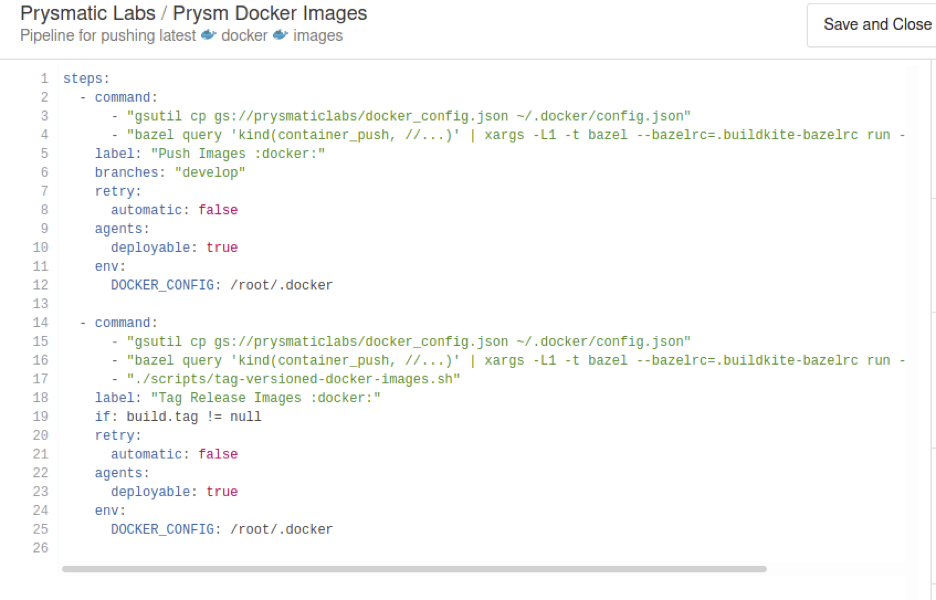 Prysmatic Labs / Prysm Docker Images
Pipeline for pushing latest 🐳 docker 🐳 images
Save and Close
1 steps:
2   - command:
3       - "gsutil cp gs://prysmaticlabs/docker_config.json ~/.docker/config.json"
4       - "bazel query 'kind(container_push, //...)' | xargs -L1 -t bazel --bazelrc=.buildkite-bazelrc run -
5     label: "Push Images :docker:"
6     branches: "develop"
7     retry:
8       automatic: false
9     agents:
10       deployable: true
11     env:
12       DOCKER_CONFIG: /root/.docker
13
14   - command:
15       - "gsutil cp gs://prysmaticlabs/docker_config.json ~/.docker/config.json"
16       - "bazel query 'kind(container_push, //...)' | xargs -L1 -t bazel --bazelrc=.buildkite-bazelrc run -
17       - "./scripts/tag-versioned-docker-images.sh"
18     label: "Tag Release Images :docker:"
19     if: build.tag != null
20     retry:
21       automatic: false
22     agents:
23       deployable: true
24     env:
25       DOCKER_CONFIG: /root/.docker
26